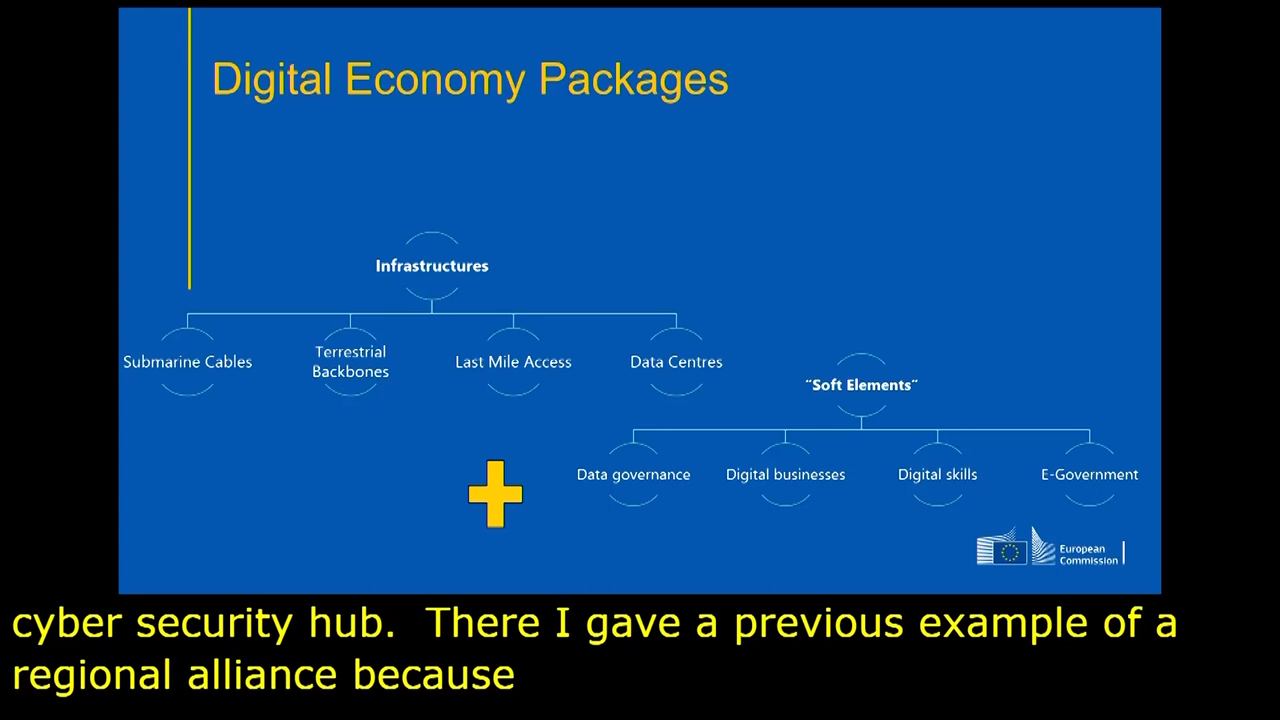 Digital Economy Packages
Infrastructures
Submarine Cables
Terrestrial
Backbones
Last Mile Access
Data Centres
"Soft Elements"
Data governance
Digital businesses
Digital skills
E-Government
European
Commission
cyber security hub.  There I gave a previous example of a
regional alliance because